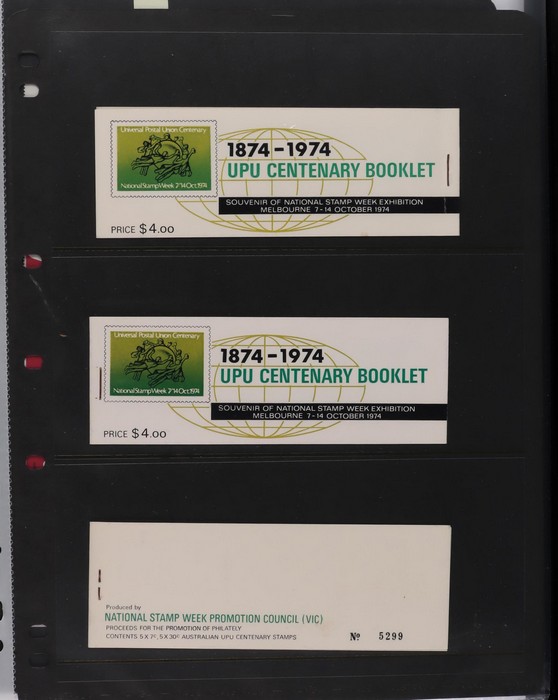 Universal Postal Union Centenary
National Stamp Week 7-14 Oct. 1974
1874-1974
UPU CENTENARY BOOKLET
SOUVENIR OF NATIONAL STAMP WEEK EXHIBITION
MELBOURNE 7-14 OCTOBER 1974
PRICE $4.00
Universal Postal Union Centenary
National Stamp Week 7-14 Oct. 1974
1874-1974
UPU CENTENARY BOOKLET
SOUVENIR OF NATIONAL STAMP WEEK EXHIBITION
MELBOURNE 7-14 OCTOBER 1974
PRICE $4.00
Produced by
NATIONAL STAMP WEEK PROMOTION COUNCIL (VIC)
PROCEEDS FOR THE PROMOTION OF PHILATELY
CONTENTS 5 X 7c, 5 X 30c AUSTRALIAN UPU CENTENARY STAMPS
Nº 5299